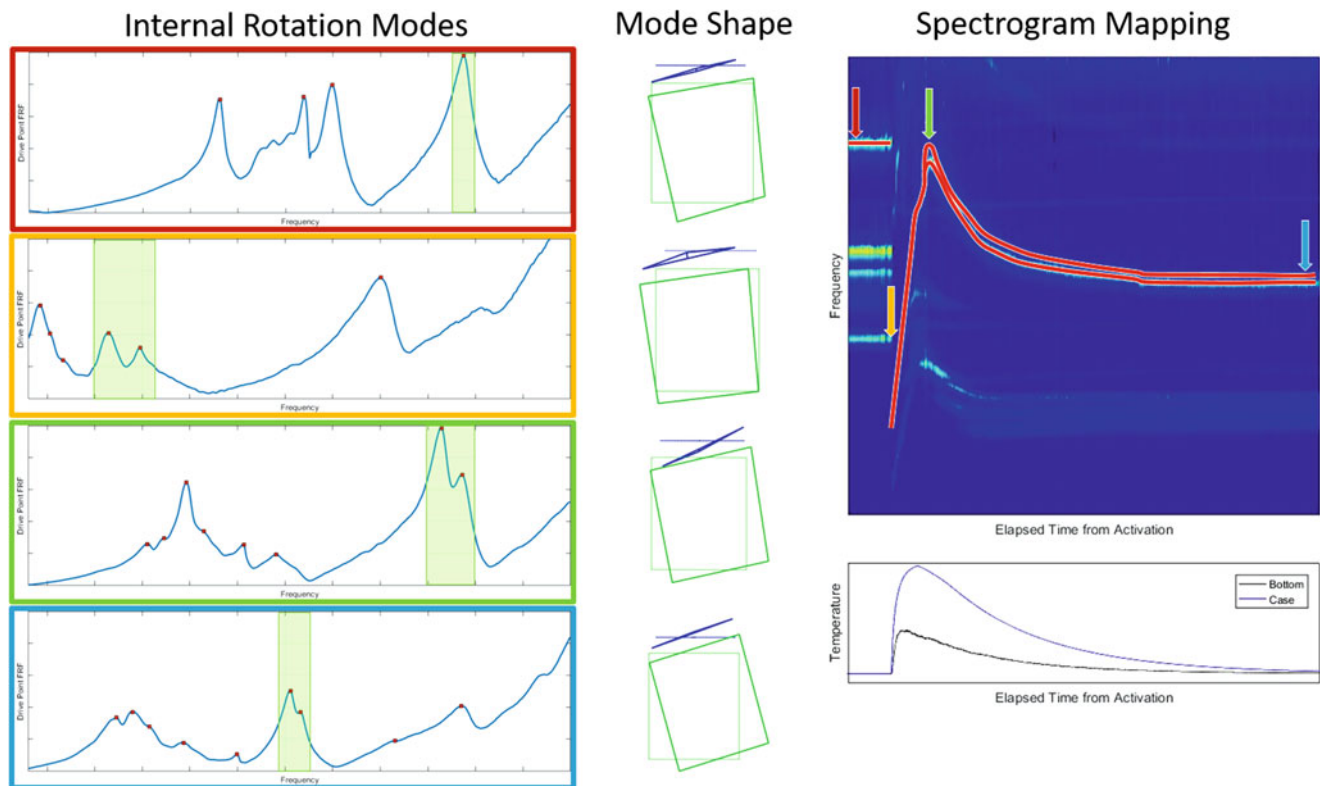 Internal Rotation Modes
Mode Shape
Spectrogram Mapping
Drive Point FRF
Frequency
Drive Point FRF
Frequency
Drive Point FRF
Frequency
Drive Point FRF
Frequency
Frequency
Elapsed Time from Activation
Temperature
Bottom
Case
Elapsed Time from Activation